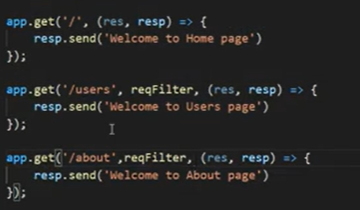 app.get('/', (res, resp) => {
    resp.send('Welcome to Home page')
});
app.get('/users', reqFilter, (res, resp) => {
    resp.send('Welcome to Users page')
});
app.get('/about',reqFilter, (res, resp) => {
    resp.send('Welcome to About page')
});